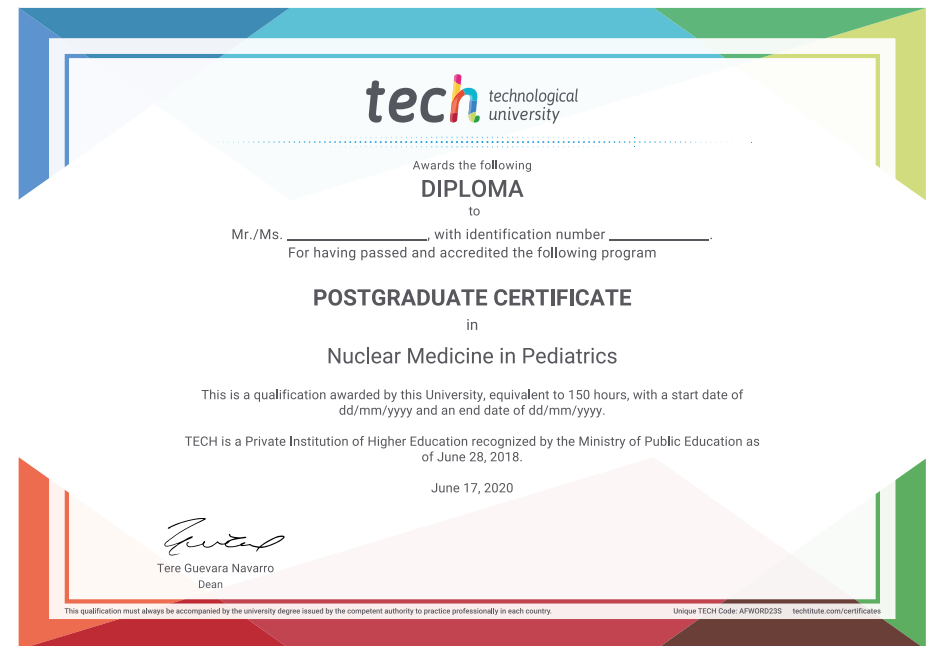 tech technological
university
Awards the following
DIPLOMA
to
Mr./Ms. ____________________, with identification number ______________.
For having passed and accredited the following program
POSTGRADUATE CERTIFICATE
in
Nuclear Medicine in Pediatrics
This is a qualification awarded by this University, equivalent to 150 hours, with a start date of
dd/mm/yyyy and an end date of dd/mm/yyyy.
TECH is a Private Institution of Higher Education recognized by the Ministry of Public Education as
of June 28, 2018.
June 17, 2020
Tere Guevara Navarro
Dean
This qualification must always be accompanied by the university degree issued by the competent authority to practice professionally in each country.
Unique TECH Code: AFWORD23S techtitute.com/certificates